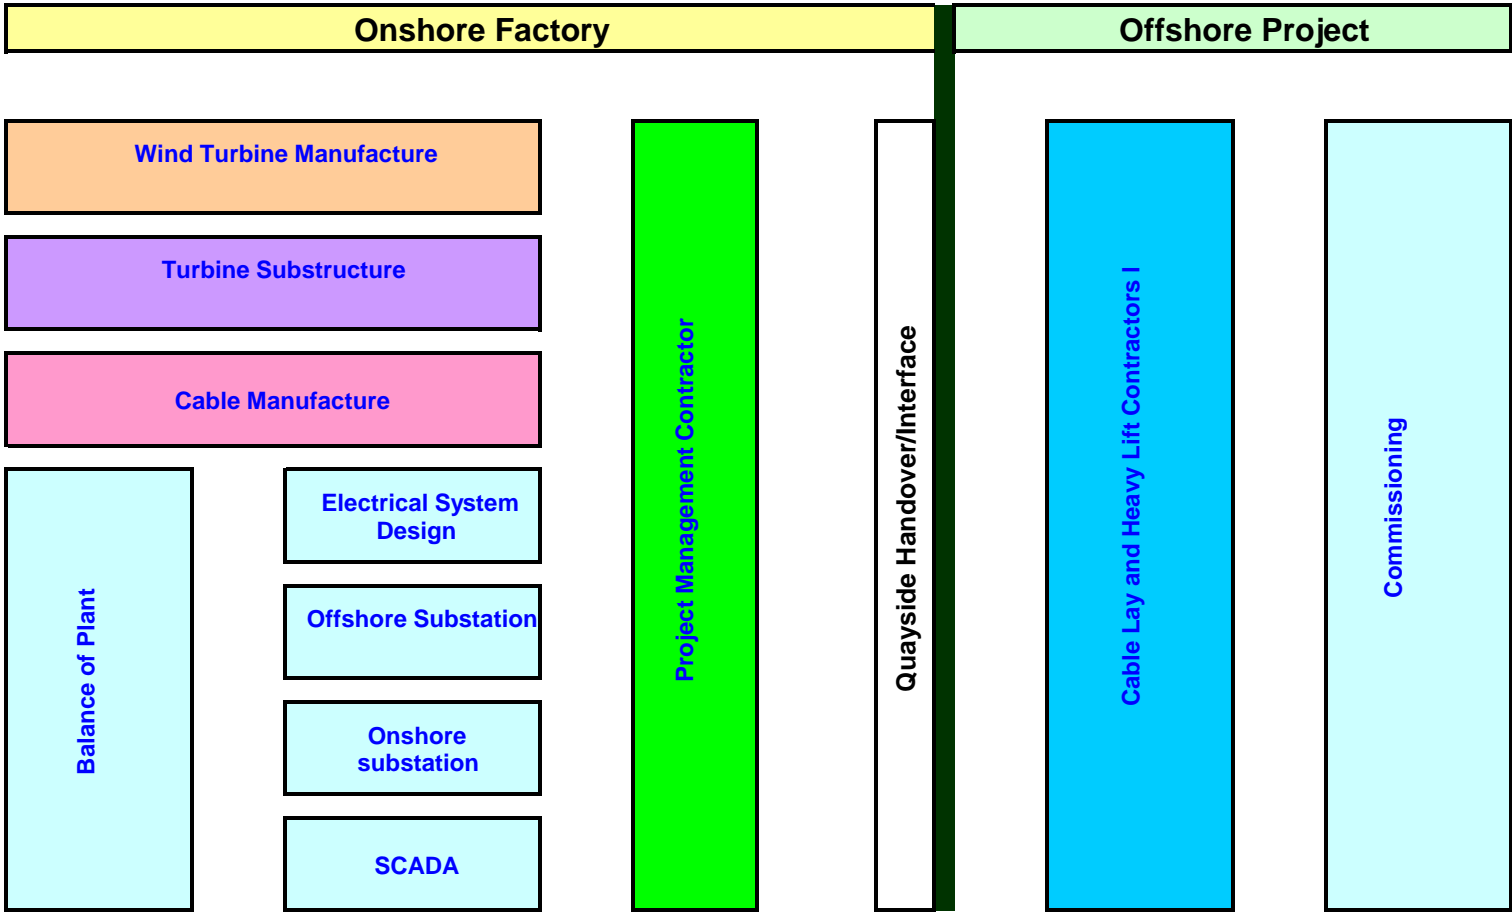 Onshore Factory
Offshore Project
Wind Turbine Manufacture
Turbine Substructure
Cable Manufacture
Balance of Plant
Electrical System
Design
Offshore Substation
Onshore
substation
SCADA
Project Management Contractor
Quayside Handover/Interface
Cable Lay and Heavy Lift Contractors I
Commissioning